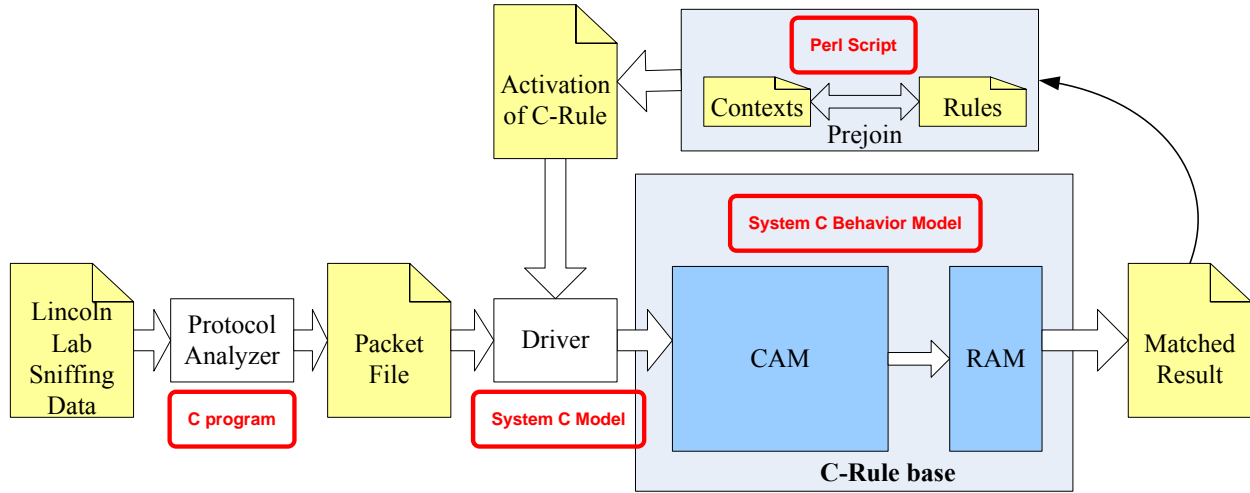 Perl Script
Activation
of C-Rule
Contexts
Rules
Prejoin
System C Behavior Model
Lincoln
Lab
Sniffing
Data
Protocol
Analyzer
Packet
File
Driver
CAM
RAM
Matched
Result
C program
System C Model
C-Rule base